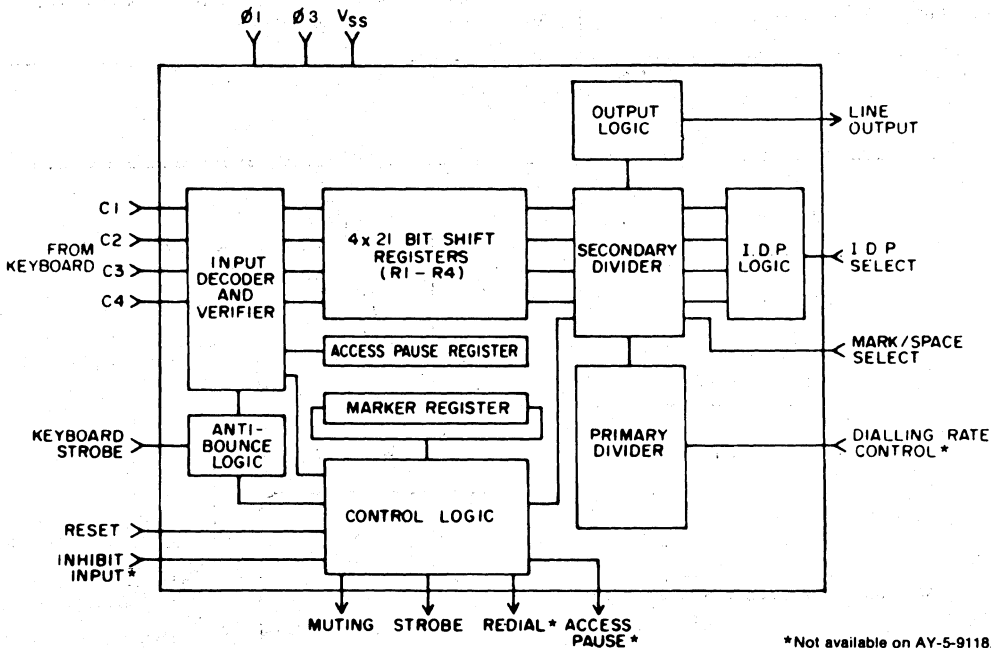 Ø1 Ø3 VSS
OUTPUT
LOGIC
LINE
OUTPUT
C1
C2
FROM
KEYBOARD
C3
C4
INPUT
DECODER
AND
VERIFIER
4x21 BIT SHIFT
REGISTERS
(R1-R4)
SECONDARY
DIVIDER
I.D.P.
LOGIC
I D P
SELECT
ACCESS PAUSE REGISTER
MARK/SPACE
SELECT
MARKER REGISTER
KEYBOARD
STROBE
ANTI-
BOUNCE
LOGIC
PRIMARY
DIVIDER
DIALLING RATE
CONTROL*
CONTROL LOGIC
RESET
INHIBIT
INPUT*
MUTING STROBE REDIAL* ACCESS
PAUSE*
*Not available on AY-5-9118.